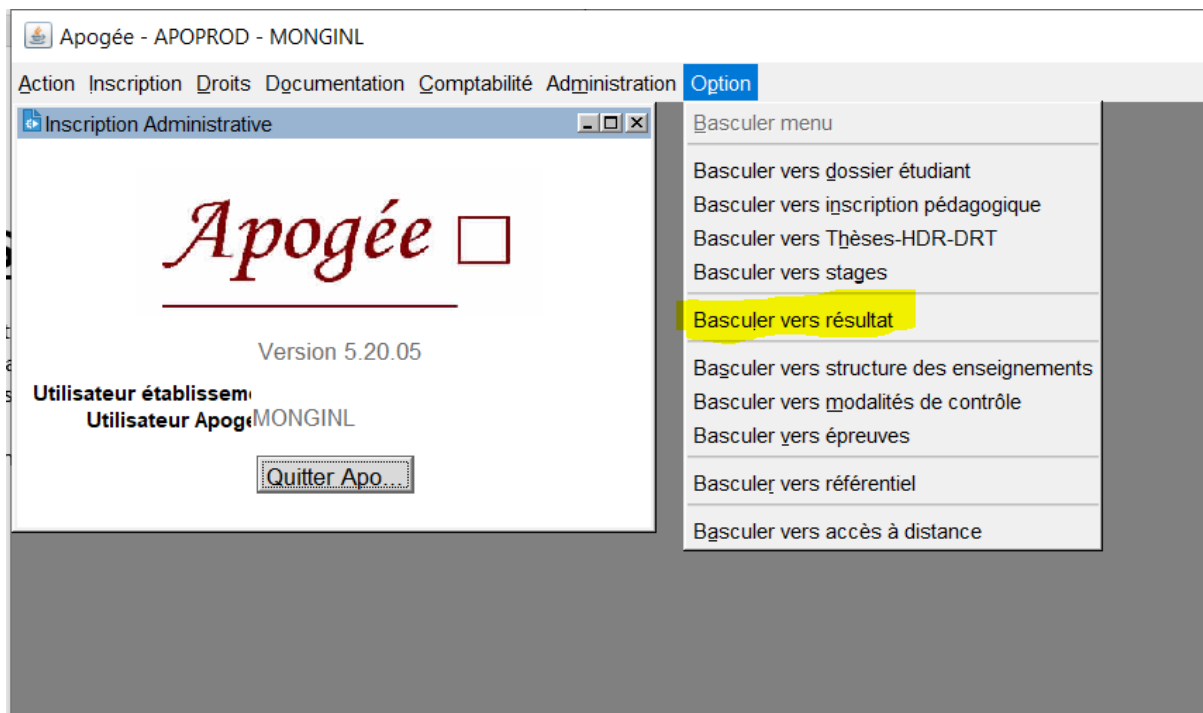 Apogée - APOPROD - MONGINL
Action Inscription Droits Documentation Comptabilité Administration Option
Inscription Administrative
Apogée
Version 5.20.05
Utilisateur établissem
Utilisateur Apoge MONGINL
Quitter Apo...
Basculer menu
Basculer vers dossier étudiant
Basculer vers inscription pédagogique
Basculer vers Thèses-HDR-DRT
Basculer vers stages
Basculer vers résultat
Basculer vers structure des enseignements
Basculer vers modalités de contrôle
Basculer vers épreuves
Basculer vers référentiel
Basculer vers accès à distance